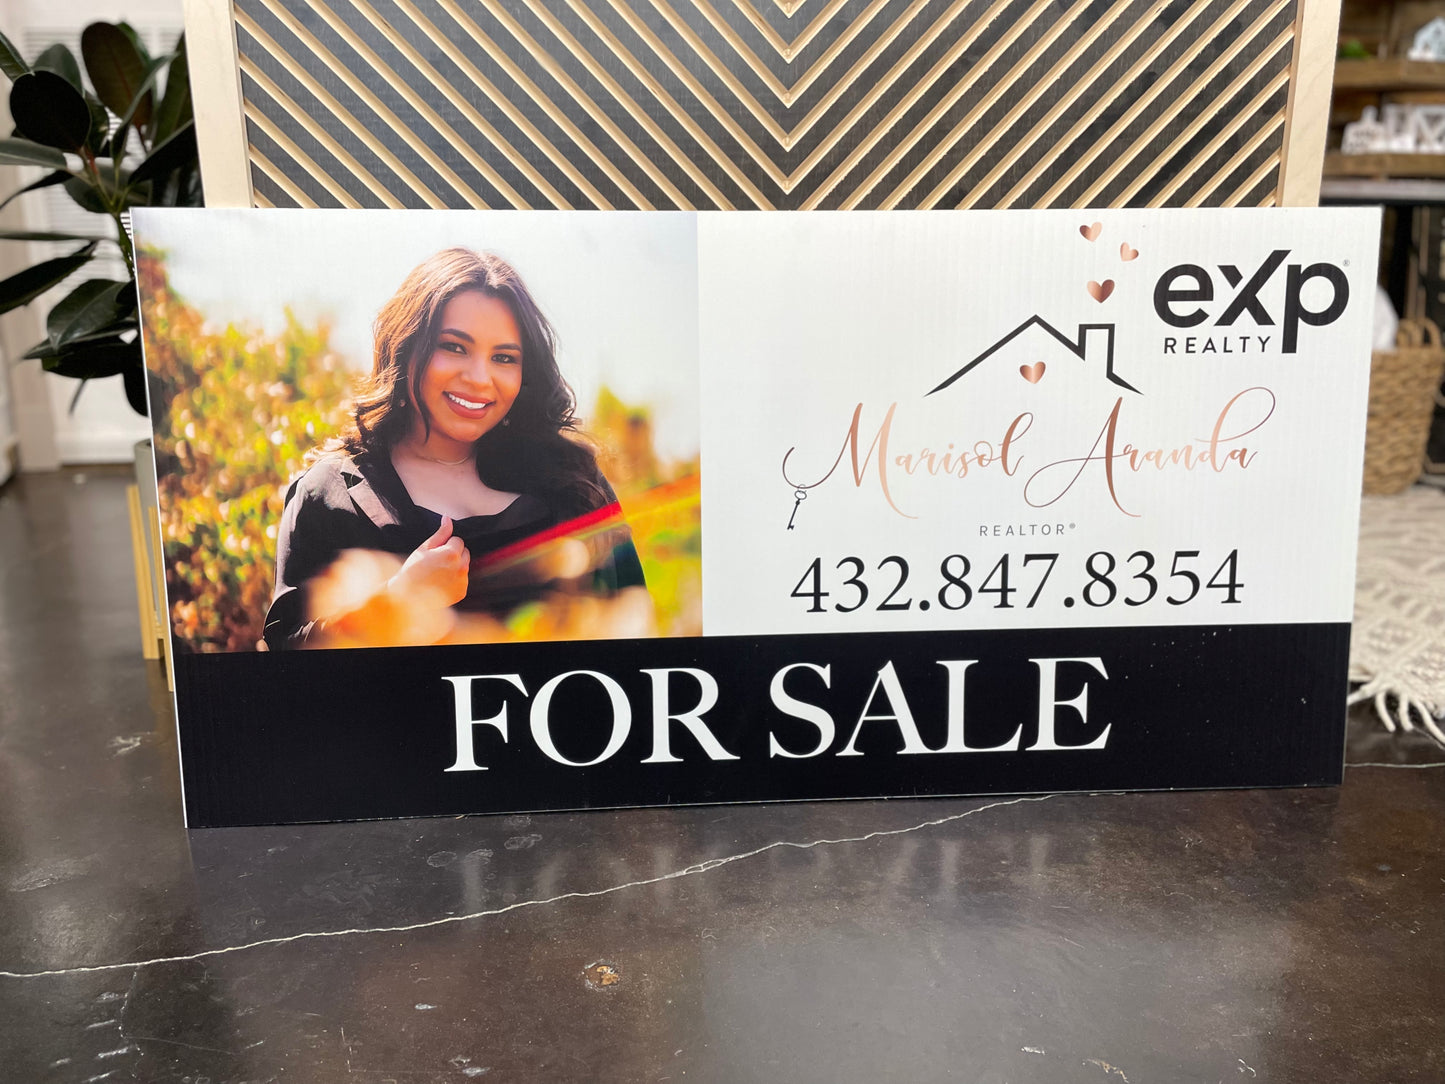 eXp®
REALTY
Marisol Aranda
REALTOR®
432.847.8354
FOR SALE